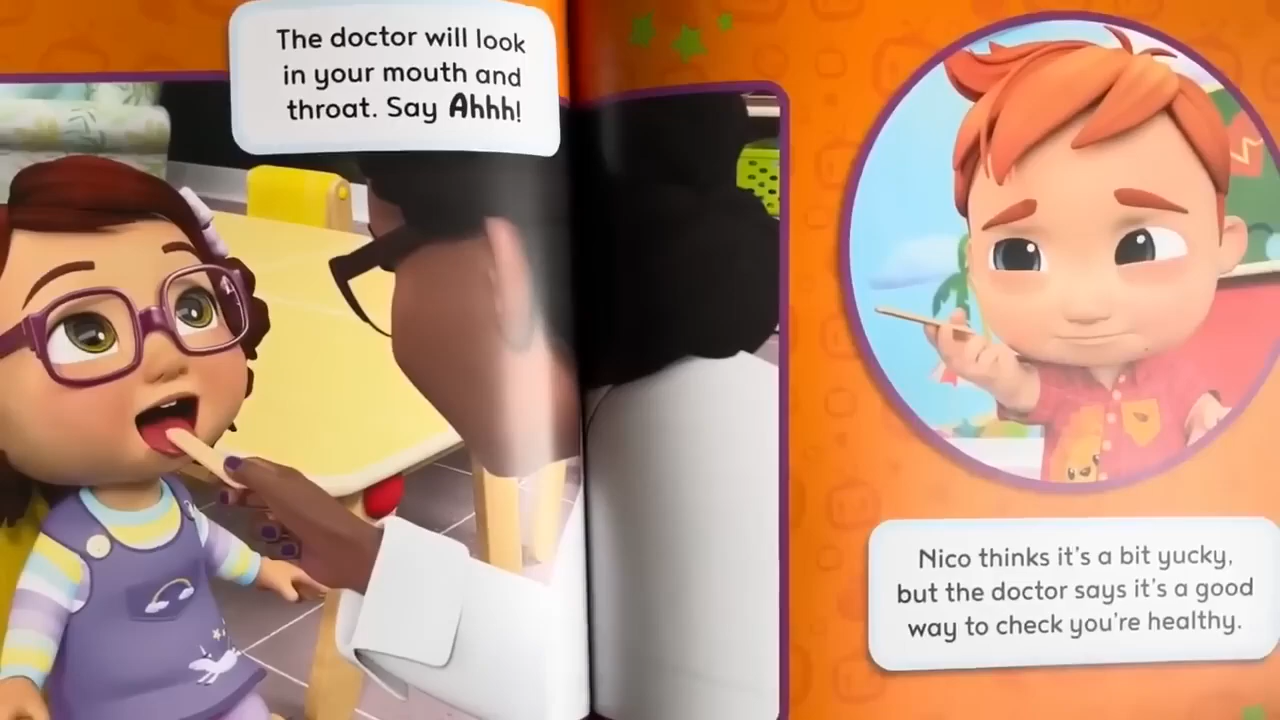 The doctor will look
in your mouth and
throat. Say Ahhh!
Nico thinks it's a bit yucky,
but the doctor says it's a good
way to check you're healthy.